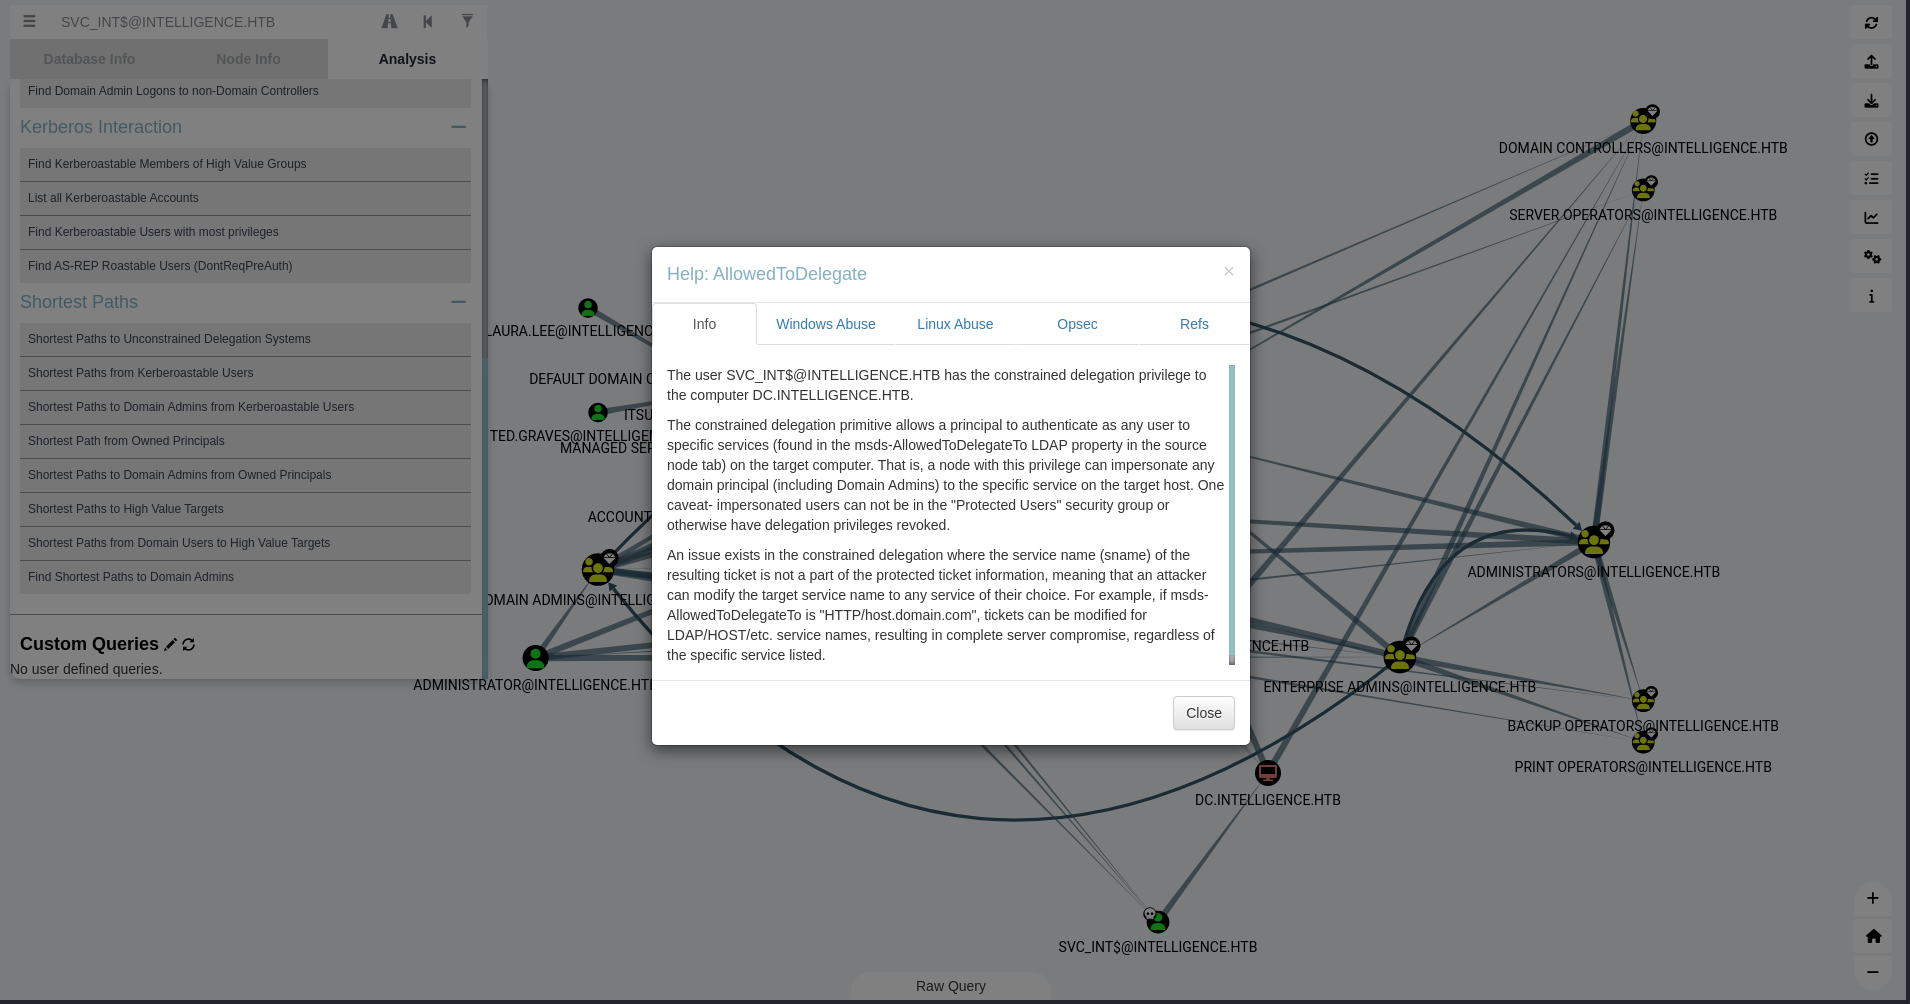 SVC_INT$@INTELLIGENCE.HTB
Database Info
Node Info
Analysis
Find Domain Admin Logons to non-Domain Controllers
Kerberos Interaction
Find Kerberoastable Members of High Value Groups
List all Kerberoastable Accounts
Find Kerberoastable Users with most privileges
Find AS-REP Roastable Users (DontReqPreAuth)
Shortest Paths
Shortest Paths to Unconstrained Delegation Systems
Shortest Paths from Kerberoastable Users
Shortest Paths to Domain Admins from Kerberoastable Users
Shortest Path from Owned Principals
Shortest Paths to Domain Admins from Owned Principals
Shortest Paths to High Value Targets
Shortest Paths from Domain Users to High Value Targets
Find Shortest Paths to Domain Admins
Custom Queries
No user defined queries.
LAURA.LEE@INTELLIGENC
DEFAULT DOMAIN C
ITSU
TED.GRAVES@INTELLIGEN
MANAGED SER
ACCOUNT
OMAIN ADMINS@INTELLIG
ADMINISTRATOR@INTELLIGENCE.HTB
Help: AllowedToDelegate
×
Info
Windows Abuse
Linux Abuse
Opsec
Refs
The user SVC_INT$@INTELLIGENCE.HTB has the constrained delegation privilege to
the computer DC.INTELLIGENCE.HTB.
The constrained delegation primitive allows a principal to authenticate as any user to
specific services (found in the msds-AllowedToDelegateTo LDAP property in the source
node tab) on the target computer. That is, a node with this privilege can impersonate any
domain principal (including Domain Admins) to the specific service on the target host. One
caveat- impersonated users can not be in the "Protected Users" security group or
otherwise have delegation privileges revoked.
An issue exists in the constrained delegation where the service name (sname) of the
resulting ticket is not a part of the protected ticket information, meaning that an attacker
can modify the target service name to any service of their choice. For example, if msds-
AllowedToDelegateTo is "HTTP/host.domain.com", tickets can be modified for
LDAP/HOST/etc. service names, resulting in complete server compromise, regardless of
the specific service listed.
Close
DOMAIN CONTROLLERS@INTELLIGENCE.HTB
SERVER OPERATORS@INTELLIGENCE.HTB
ADMINISTRATORS@INTELLIGENCE.HTB
NCE.HTB
ENTERPRISE ADMINS@INTELLIGENCE.HTB
BACKUP OPERATORS@INTELLIGENCE.HTB
PRINT OPERATORS@INTELLIGENCE.HTB
DC.INTELLIGENCE.HTB
SVC_INT$@INTELLIGENCE.HTB
Raw Query